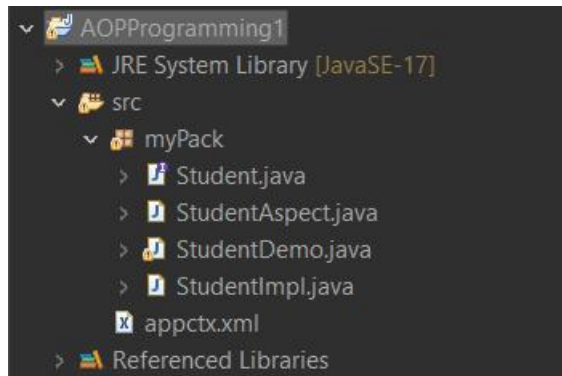 AOPProgramming1
JRE System Library [JavaSE-17]
src
myPack
Student.java
StudentAspect.java
StudentDemo.java
StudentImpl.java
appctx.xml
Referenced Libraries